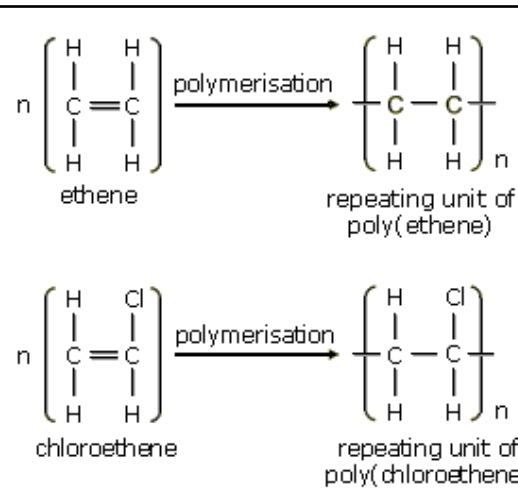 H H H H
n C = C polymerisation C — C
H H H H n
ethene repeating unit of
poly(ethene)
H Cl H Cl
n C = C polymerisation C — C
H H H H n
chloroethene repeating unit of
poly(chloroethene